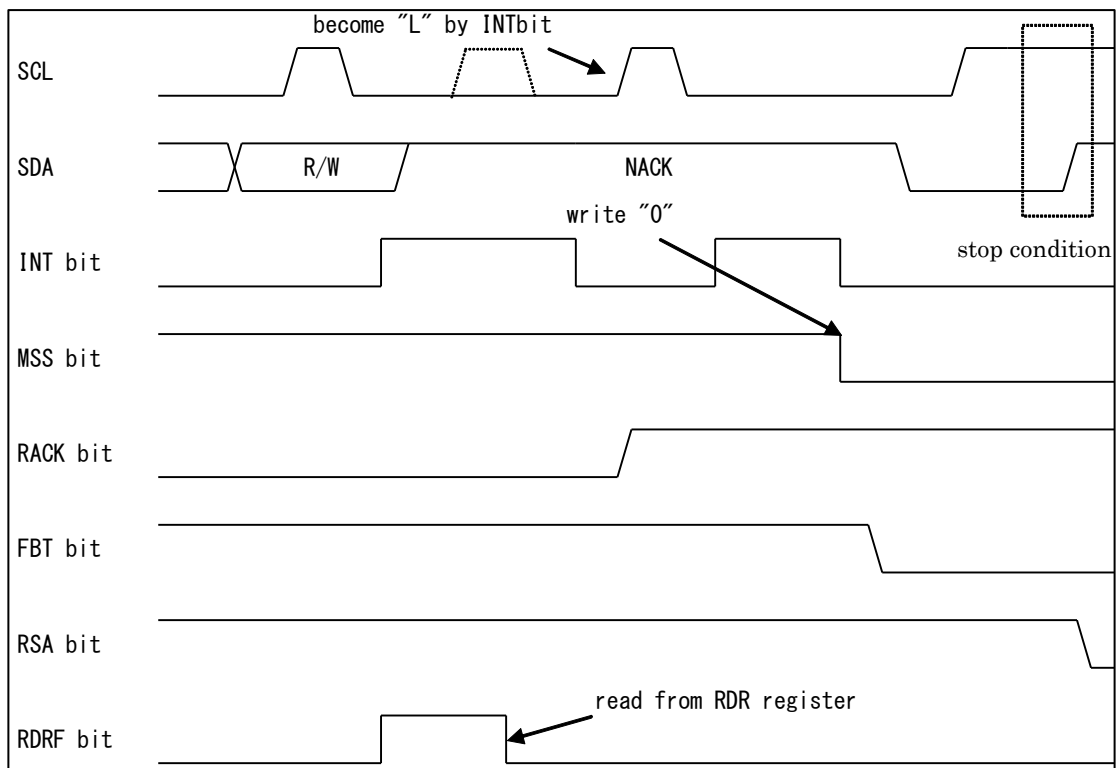 become ″L″ by INTbit
SCL
SDA
R/W
NACK
write ″0″
INT bit
stop condition
MSS bit
RACK bit
FBT bit
RSA bit
read from RDR register
RDRF bit